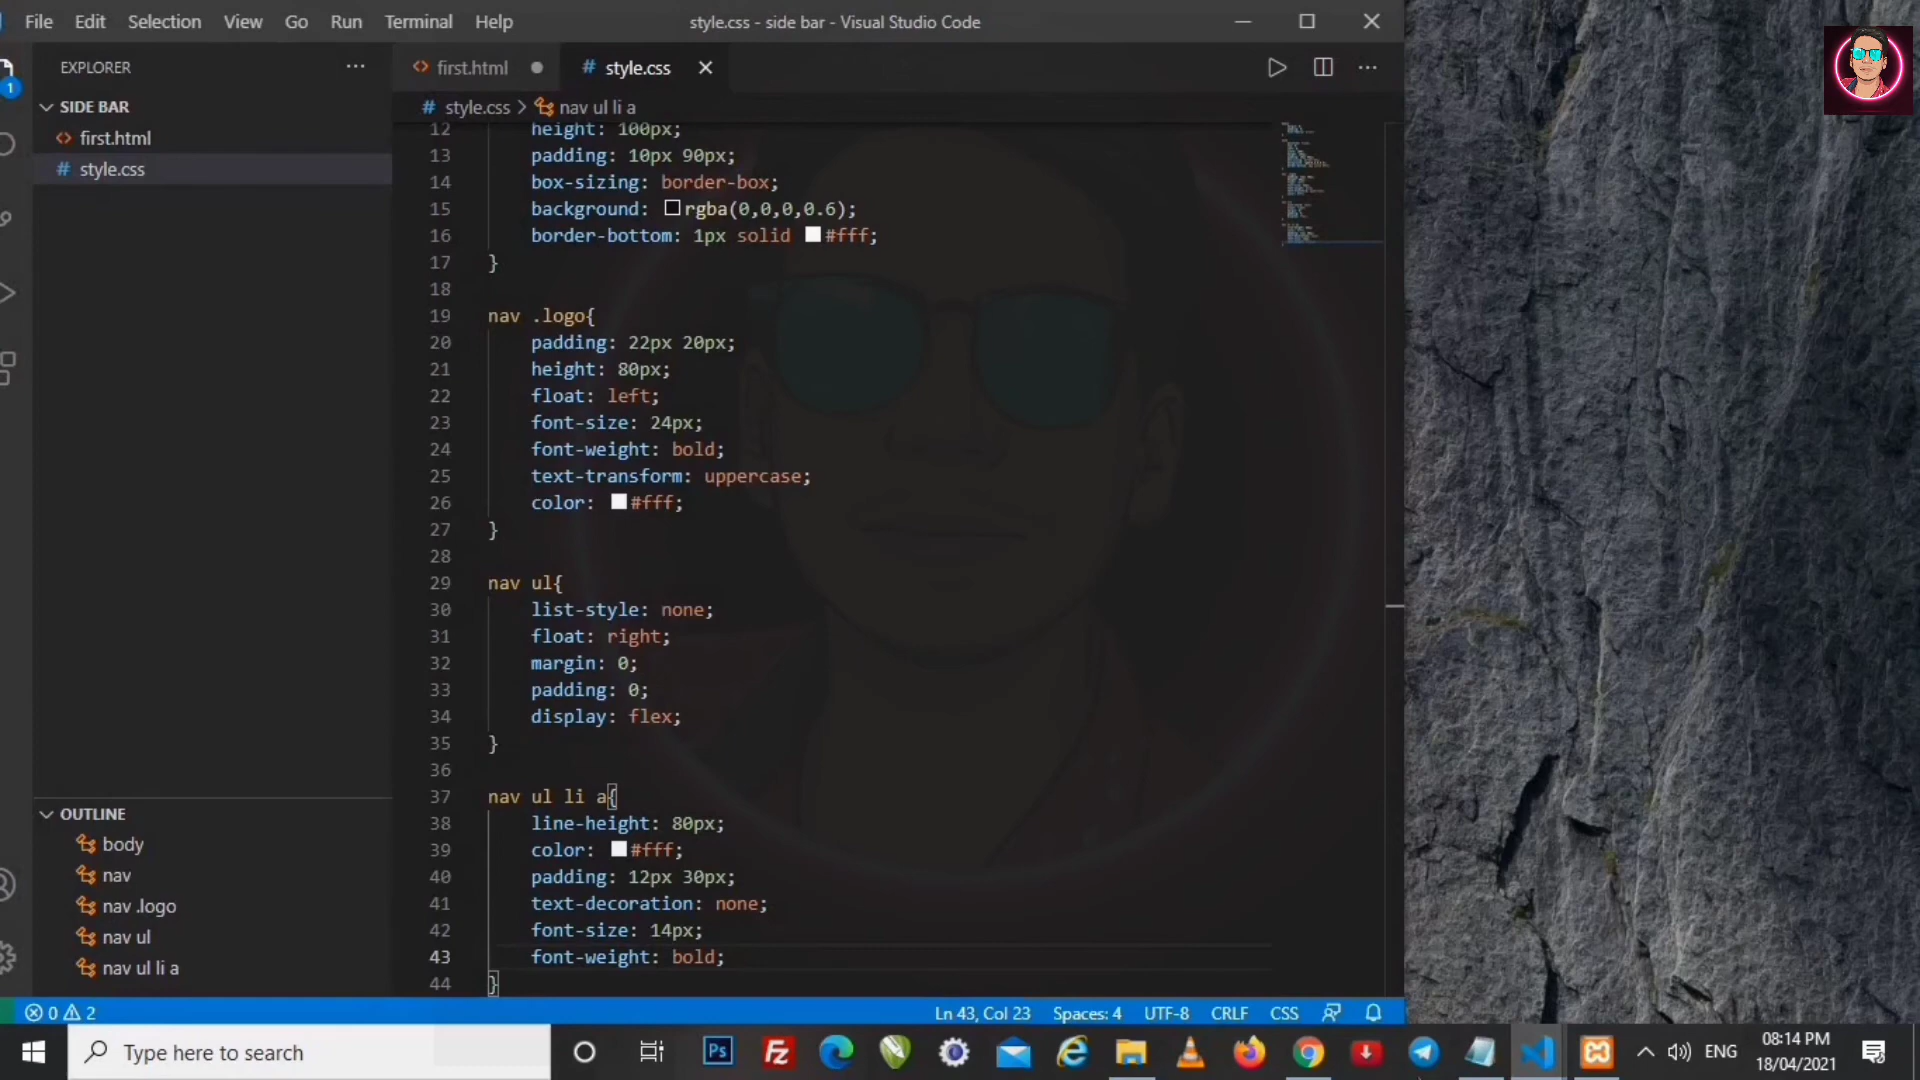 File Edit Selection View Go Run Terminal Help
style.css - side bar - Visual Studio Code
EXPLORER
SIDE BAR
first.html
style.css
1
first.html
style.css
style.css > nav ul li a
12 height: 100px;
13 padding: 10px 90px;
14 box-sizing: border-box;
15 background: rgba(0,0,0,0.6);
16 border-bottom: 1px solid #fff;
17 }
18
19 nav .logo{
20 padding: 22px 20px;
21 height: 80px;
22 float: left;
23 font-size: 24px;
24 font-weight: bold;
25 text-transform: uppercase;
26 color: #fff;
27 }
28
29 nav ul{
30 list-style: none;
31 float: right;
32 margin: 0;
33 padding: 0;
34 display: flex;
35 }
36
37 nav ul li a{
38 line-height: 80px;
39 color: #fff;
40 padding: 12px 30px;
41 text-decoration: none;
42 font-size: 14px;
43 font-weight: bold;
44 }
OUTLINE
body
nav
nav .logo
nav ul
nav ul li a
0 2
Ln 43, Col 23 Spaces: 4 UTF-8 CRLF CSS
Type here to search
Ps
Fz
ENG
08:14 PM
18/04/2021